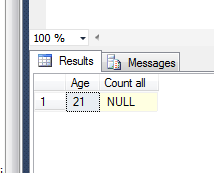 100 %
Results Messages
Age Count all
1 21 NULL